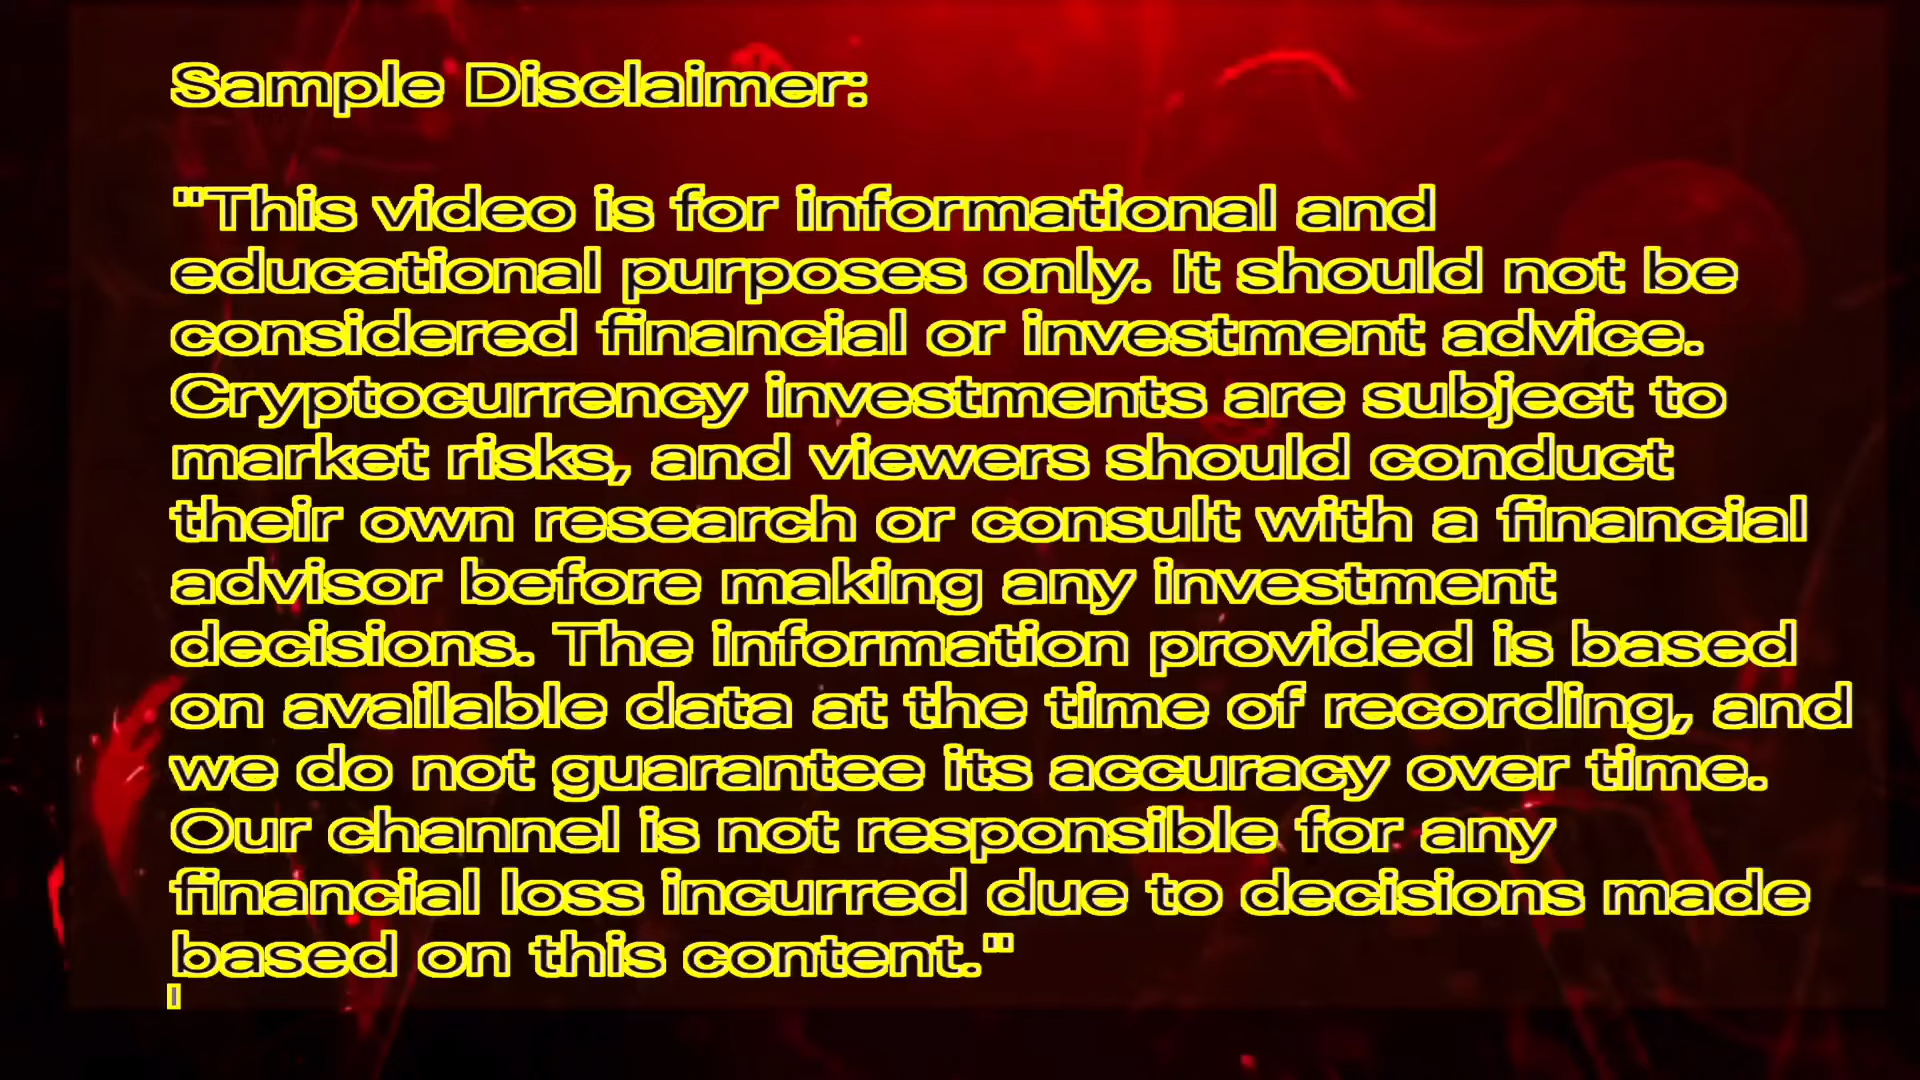 Sample Disclaimer:
"This video is for informational and
educational purposes only. It should not be
considered financial or investment advice.
Cryptocurrency investments are subject to
market risks, and viewers should conduct
their own research or consult with a financial
advisor before making any investment
decisions. The information provided is based
on available data at the time of recording, and
we do not guarantee its accuracy over time.
Our channel is not responsible for any
financial loss incurred due to decisions made
based on this content."